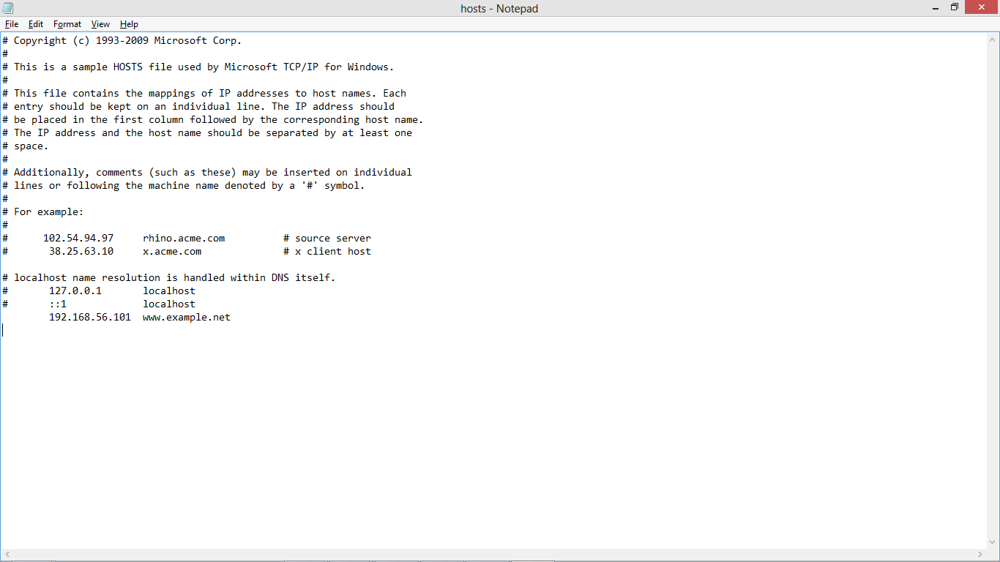 hosts - Notepad
File Edit Format View Help
# Copyright (c) 1993-2009 Microsoft Corp.
#
# This is a sample HOSTS file used by Microsoft TCP/IP for Windows.
#
# This file contains the mappings of IP addresses to host names. Each
# entry should be kept on an individual line. The IP address should
# be placed in the first column followed by the corresponding host name.
# The IP address and the host name should be separated by at least one
# space.
#
# Additionally, comments (such as these) may be inserted on individual
# lines or following the machine name denoted by a '#' symbol.
#
# For example:
#
#      102.54.94.97     rhino.acme.com          # source server
#       38.25.63.10     x.acme.com              # x client host

# localhost name resolution is handled within DNS itself.
#       127.0.0.1       localhost
#       ::1             localhost
        192.168.56.101  www.example.net